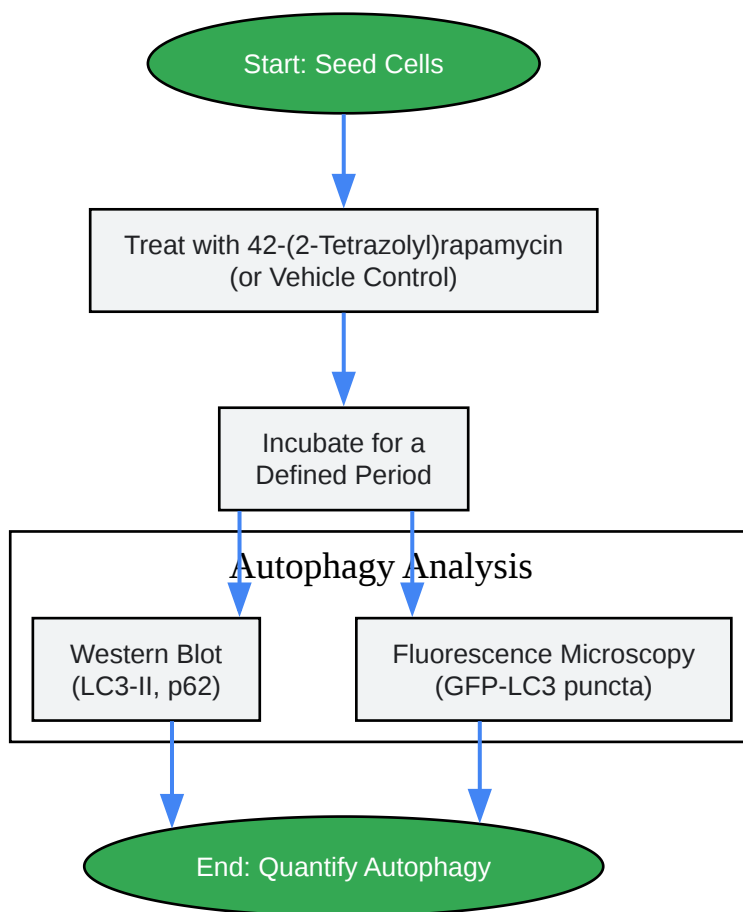 Start: Seed Cells
Treat with 42-(2-Tetrazolyl)rapamycin
(or Vehicle Control)
Incubate for a
Defined Period
Autophagy Analysis
Western Blot
(LC3-II, p62)
Fluorescence Microscopy
(GFP-LC3 puncta)
End: Quantify Autophagy